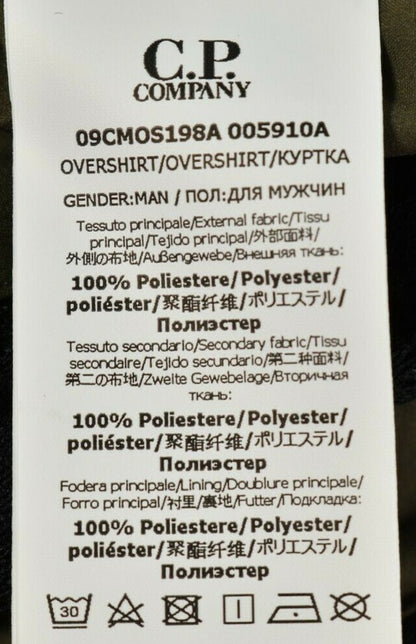 C.P.
COMPANY
09CMOS198A 005910A
OVERSHIRT/OVERSHIRT/КУРТКА
GENDER:MAN / ПОЛ:ДЛЯ МУЖЧИН
Tessuto principale/External fabric/Tissu
principal/Tejido principal/外部面料/
外側の布地/Außengewebe/Внешняя ткань:
100% Poliestere/Polyester/
poliéster/聚酯纤维/ポリエステル/
Полиэстер
Tessuto secondario/Secondary fabric/Tissu
secondaire/Tejido secundario/第二种面料/
第二の布地/Zweite Gewebelage/Вторичная
ткань:
100% Poliestere/Polyester/
poliéster/聚酯纤维/ポリエステル/
Полиэстер
Fodera principale/Lining/Doublure principale/
Forro principal/衬里/裏地/Futter/Подкладка:
100% Poliestere/Polyester/
poliéster/聚酯纤维/ポリエステル/
Полиэстер
30